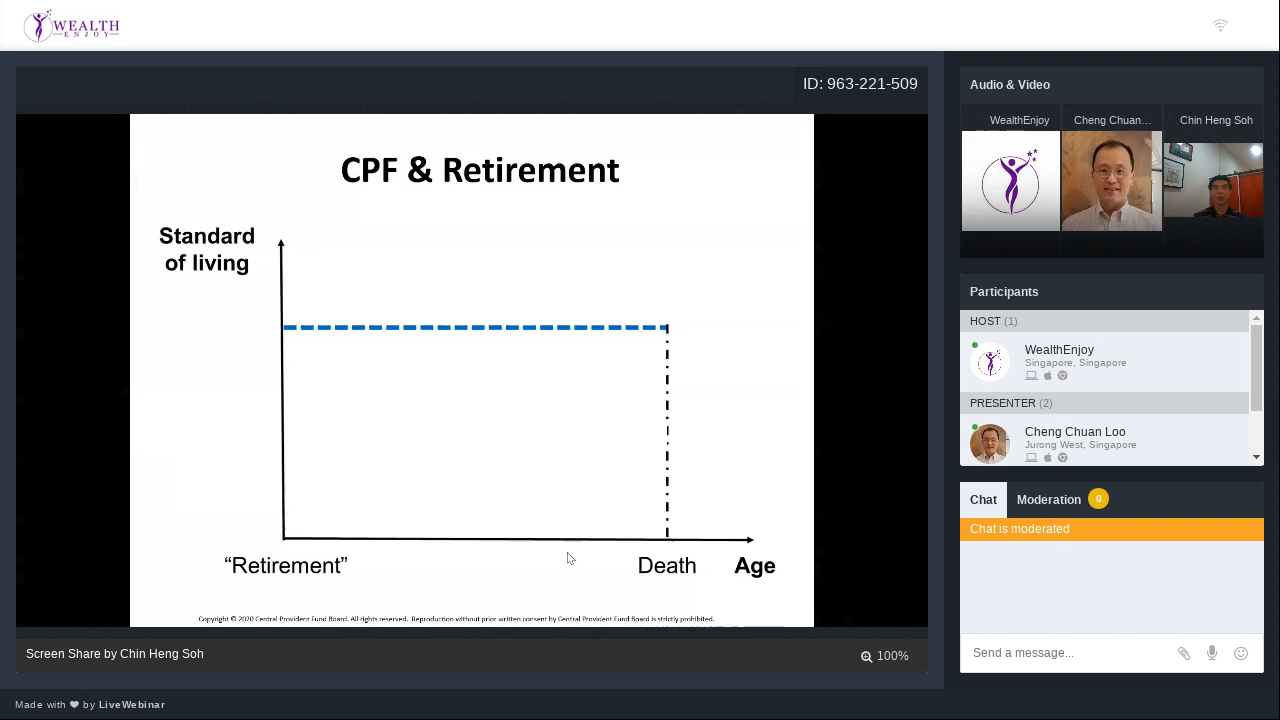 WEALTH
ENJOY
ID: 963-221-509
CPF & Retirement
Standard
of living
“Retirement”
Death
Age
Copyright © 2020 Central Provident Fund Board. All rights reserved. Reproduction without prior written consent by Central Provident Fund Board is strictly prohibited.
Screen Share by Chin Heng Soh
100%
Audio & Video
WealthEnjoy
Cheng Chuan...
Chin Heng Soh
Participants
HOST (1)
WealthEnjoy
Singapore, Singapore
PRESENTER (2)
Cheng Chuan Loo
Jurong West, Singapore
Chat
Moderation
0
Chat is moderated
Send a message...
Made with ❤ by LiveWebinar